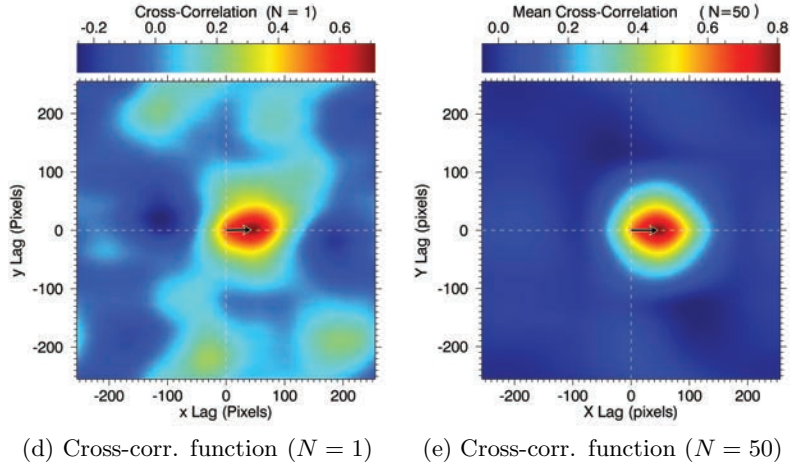 Cross-Correlation (N = 1)
-0.2 0.0 0.2 0.4 0.6
y Lag (Pixels)
200
100
0
-100
-200
-200 -100 0 100 200
x Lag (Pixels)
(d) Cross-corr. function (N = 1)
Mean Cross-Correlation (N=50 )
0.0 0.2 0.4 0.6 0.8
Y Lag (pixels)
200
100
0
-100
-200
-200 -100 0 100 200
X Lag (pixels)
(e) Cross-corr. function (N = 50)